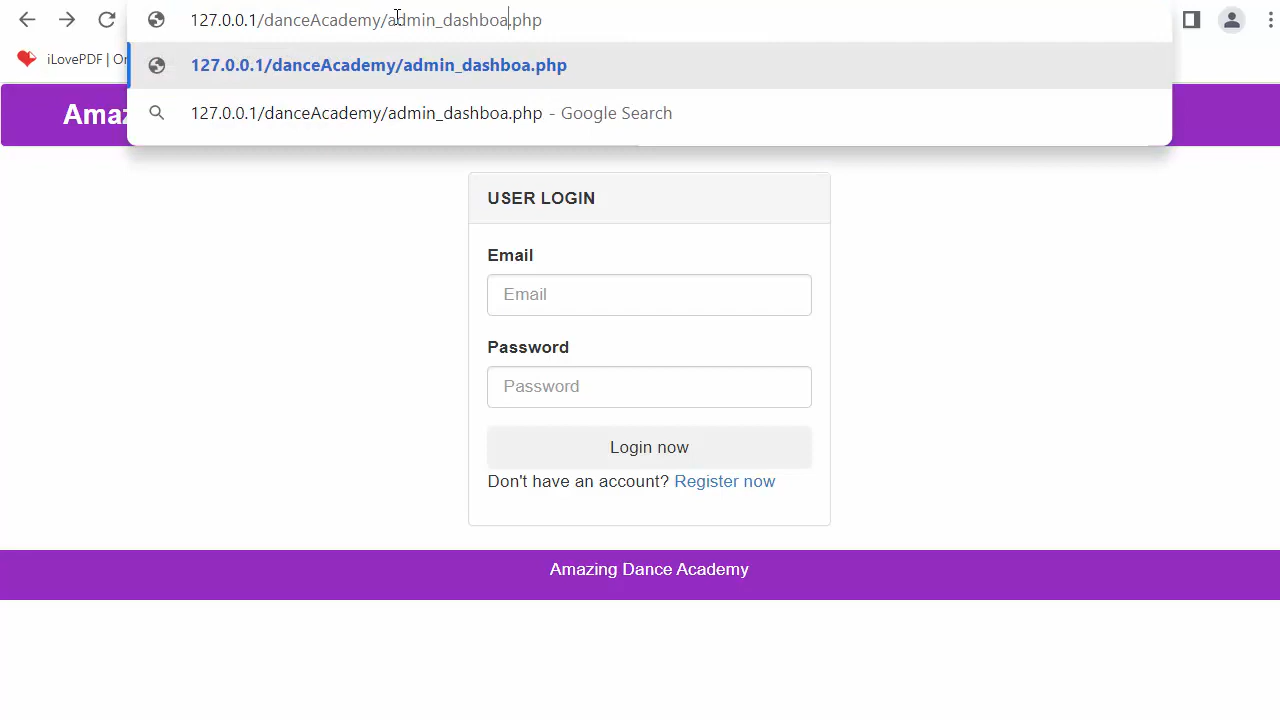 127.0.0.1/danceAcademy/admin_dashboa.php
iLovePDF | On
127.0.0.1/danceAcademy/admin_dashboa.php
127.0.0.1/danceAcademy/admin_dashboa.php - Google Search
Amaz
USER LOGIN
Email
Email
Password
Password
Login now
Don't have an account? Register now
Amazing Dance Academy